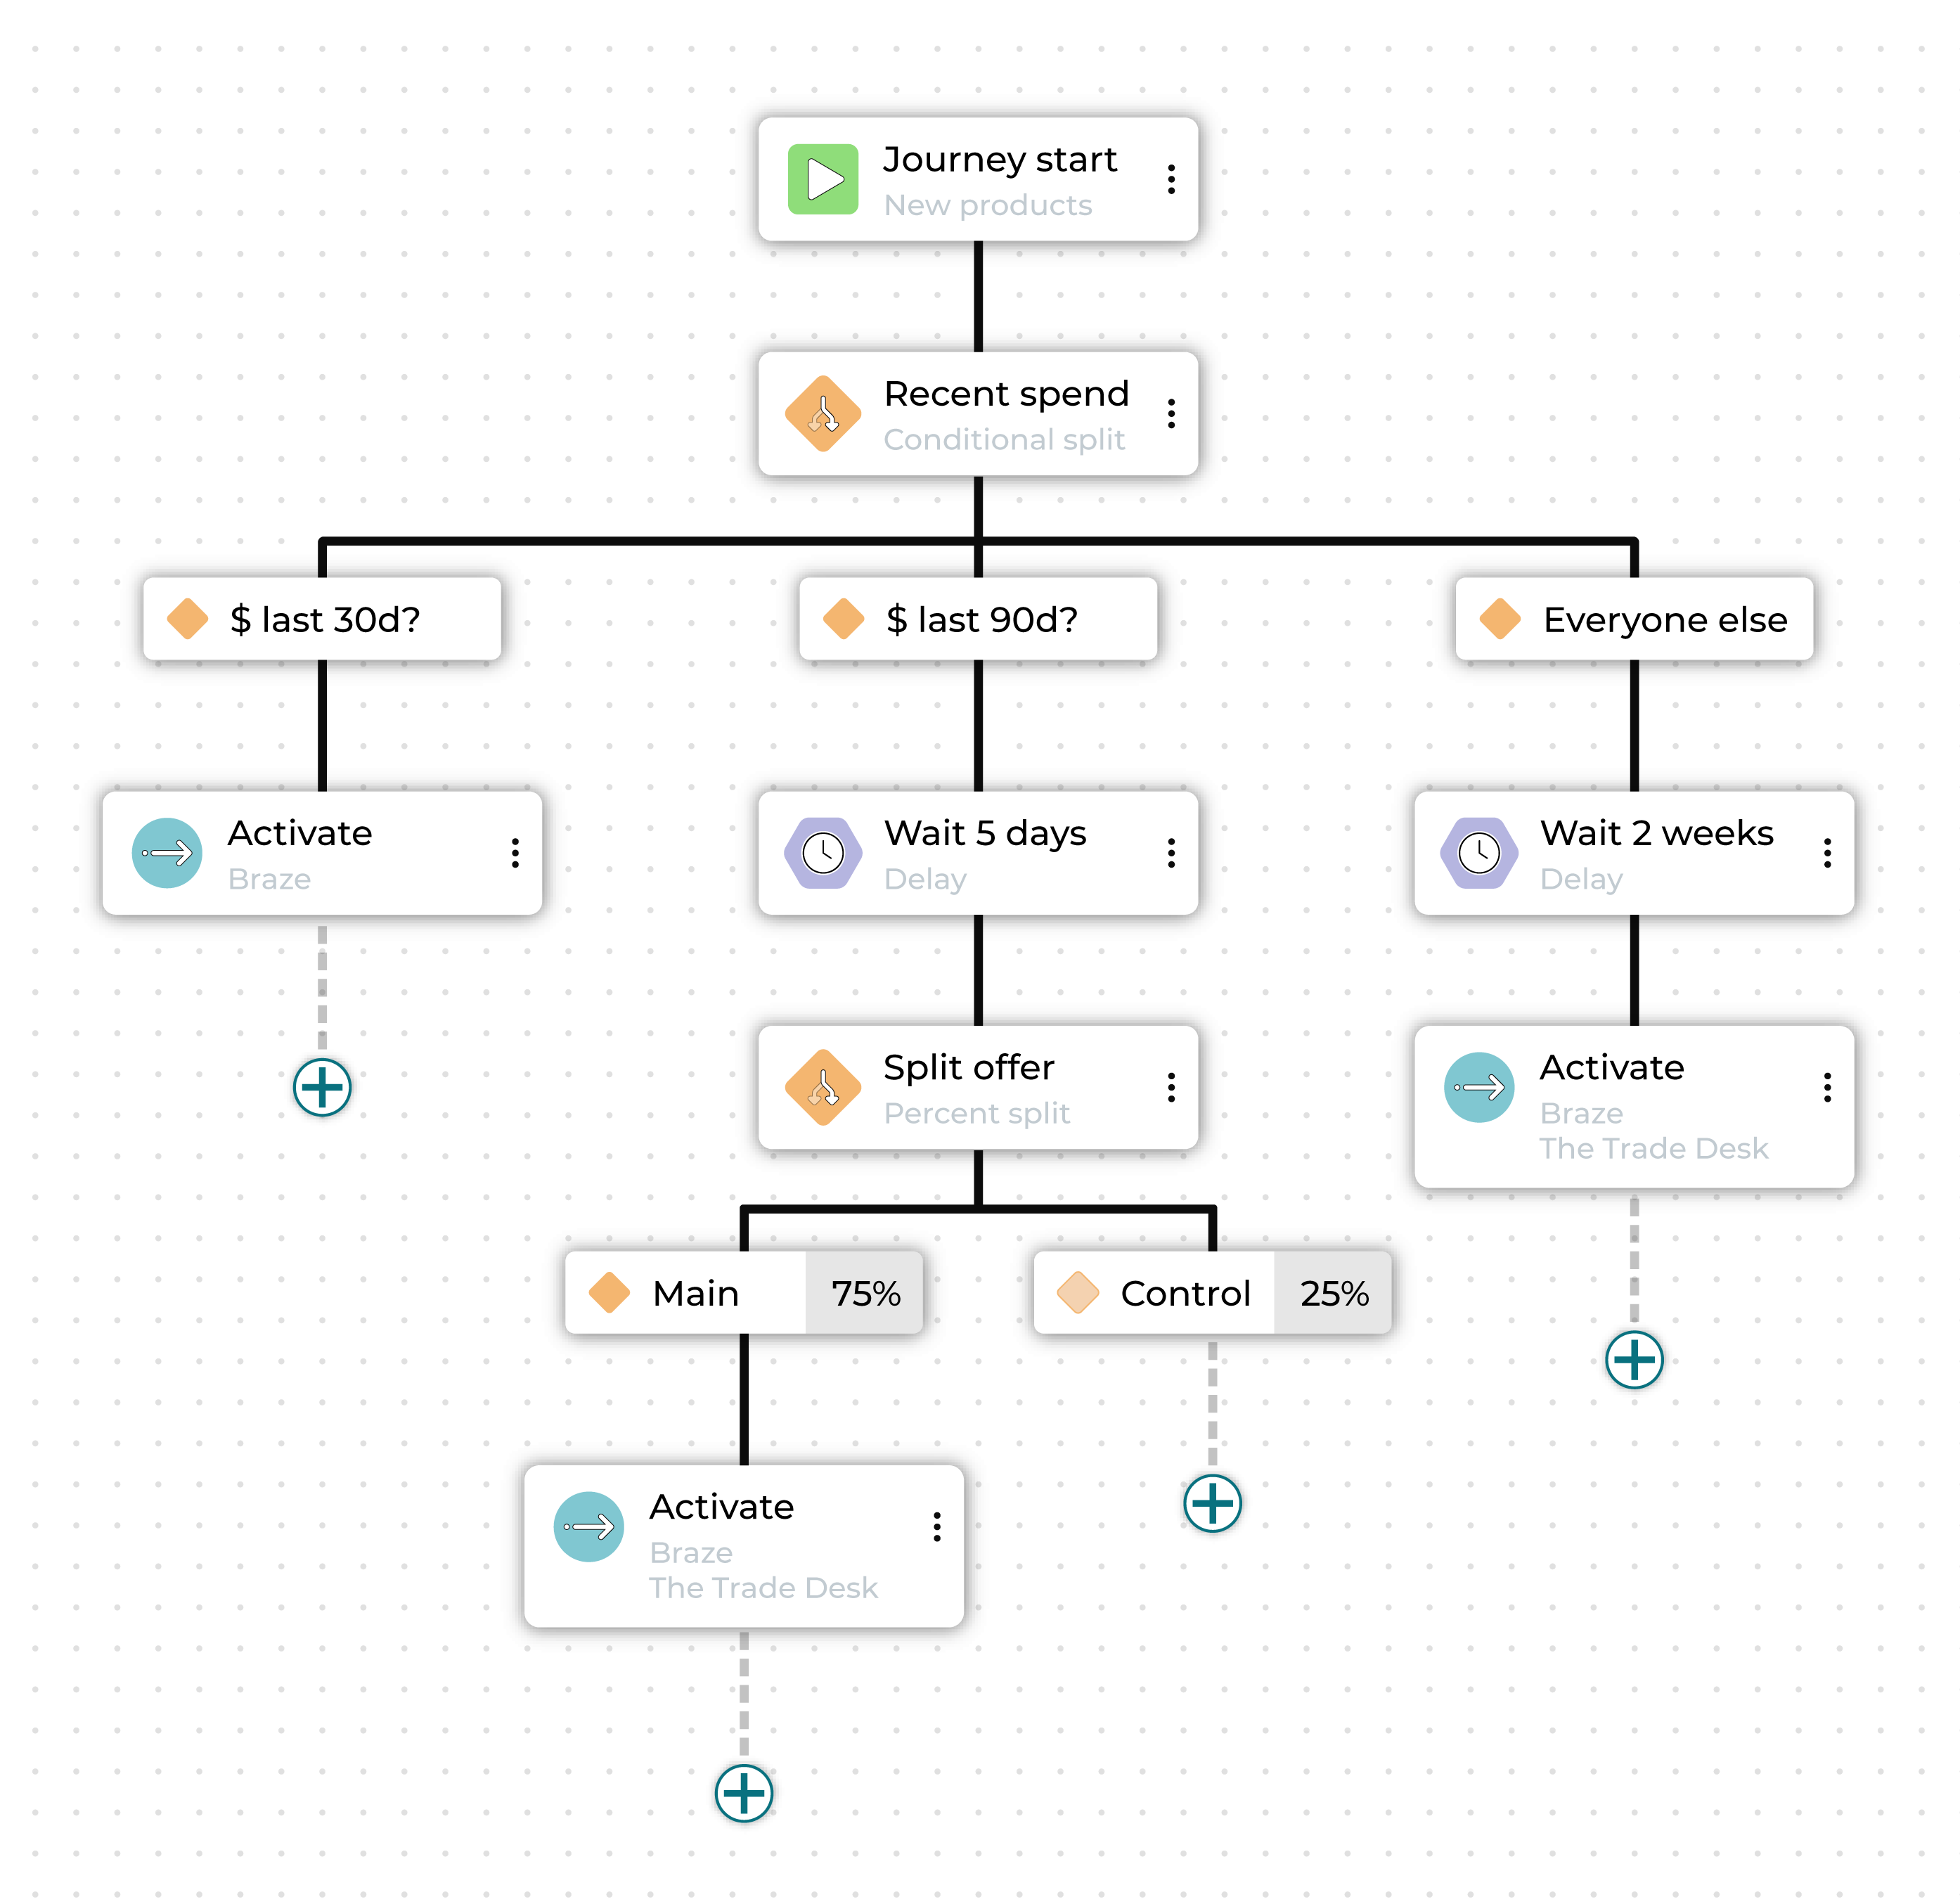 Journey start
New products
Recent spend
Conditional split
$ last 30d?
$ last 90d?
Everyone else
Activate
Braze
Wait 5 days
Delay
Wait 2 weeks
Delay
Split offer
Percent split
Activate
Braze
The Trade Desk
Main 75%
Control 25%
Activate
Braze
The Trade Desk